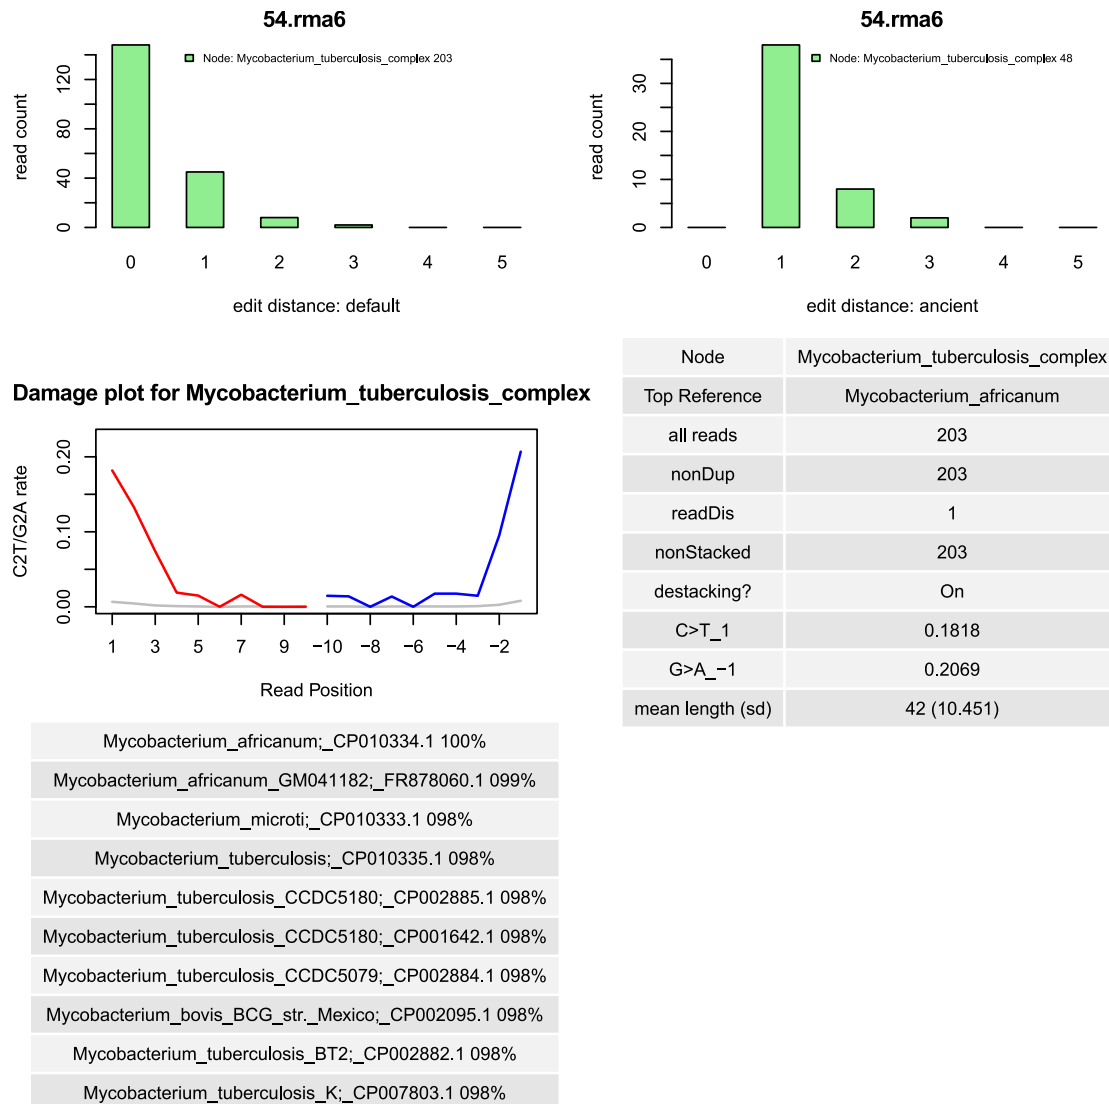 54.rma6
Node: Mycobacterium_tuberculosis_complex 203
read count
0 40 80 120
0 1 2 3 4 5
edit distance: default
54.rma6
Node: Mycobacterium_tuberculosis_complex 48
read count
0 10 20 30
0 1 2 3 4 5
edit distance: ancient
Damage plot for Mycobacterium_tuberculosis_complex
C2T/G2A rate
0.00 0.10 0.20
1 3 5 7 9 −10 −8 −6 −4 −2
Read Position
Node Mycobacterium_tuberculosis_complex
Top Reference Mycobacterium_africanum
all reads 203
nonDup 203
readDis 1
nonStacked 203
destacking? On
C>T_1 0.1818
G>A_−1 0.2069
mean length (sd) 42 (10.451)
Mycobacterium_africanum;_CP010334.1 100%
Mycobacterium_africanum_GM041182;_FR878060.1 099%
Mycobacterium_microti;_CP010333.1 098%
Mycobacterium_tuberculosis;_CP010335.1 098%
Mycobacterium_tuberculosis_CCDC5180;_CP002885.1 098%
Mycobacterium_tuberculosis_CCDC5180;_CP001642.1 098%
Mycobacterium_tuberculosis_CCDC5079;_CP002884.1 098%
Mycobacterium_bovis_BCG_str._Mexico;_CP002095.1 098%
Mycobacterium_tuberculosis_BT2;_CP002882.1 098%
Mycobacterium_tuberculosis_K;_CP007803.1 098%